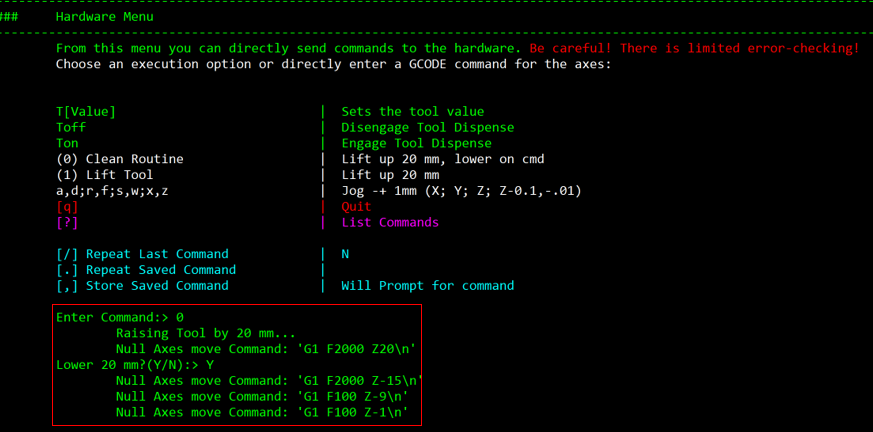 ### Hardware Menu
From this menu you can directly send commands to the hardware. Be careful! There is limited error-checking!
Choose an execution option or directly enter a GCODE command for the axes:
T[Value] | Sets the tool value
Toff | Disengage Tool Dispense
Ton | Engage Tool Dispense
(0) Clean Routine | Lift up 20 mm, lower on cmd
(1) Lift Tool | Lift up 20 mm
a,d;r,f;s,w;x,z | Jog -+ 1mm (X; Y; Z; Z-0.1,-.01)
[q] | Quit
[?] | List Commands
[/] Repeat Last Command | N
[.] Repeat Saved Command |
[,] Store Saved Command | Will Prompt for command
Enter Command:> 0
Raising Tool by 20 mm...
Null Axes move Command: 'G1 F2000 Z20\n'
Lower 20 mm?(Y/N):> Y
Null Axes move Command: 'G1 F2000 Z-15\n'
Null Axes move Command: 'G1 F100 Z-9\n'
Null Axes move Command: 'G1 F100 Z-1\n'